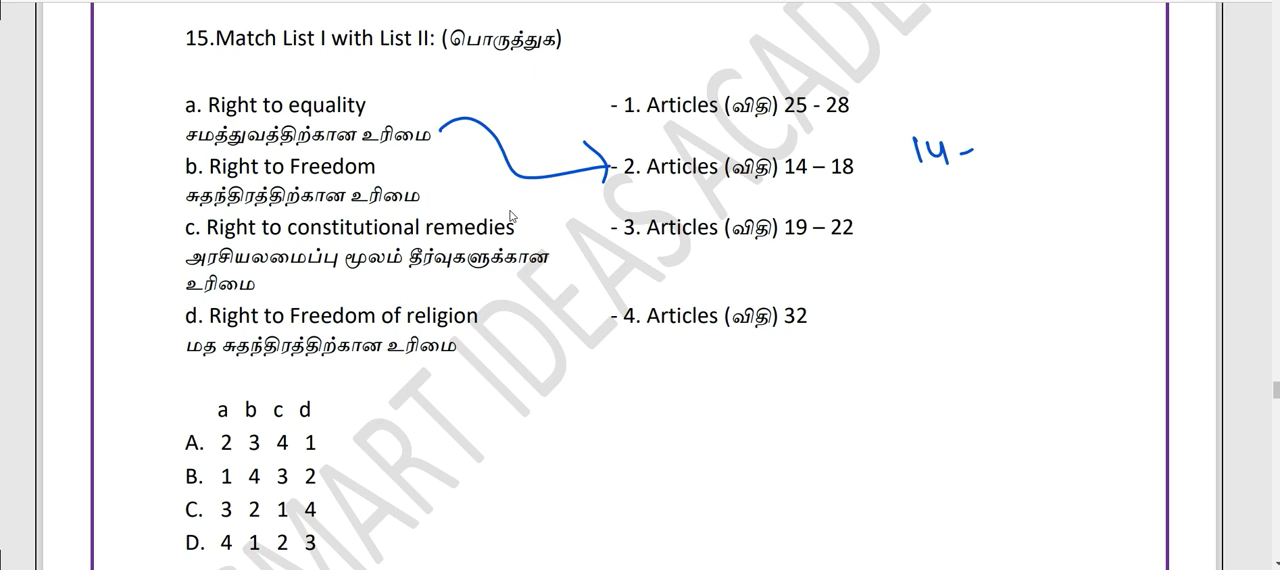 15.Match List I with List II: (பொருத்துக)
a. Right to equality - 1. Articles (விதி) 25 - 28
சமத்துவத்திற்கான உரிமை
b. Right to Freedom - 2. Articles (விதி) 14 – 18 14 -
சுதந்திரத்திற்கான உரிமை
c. Right to constitutional remedies - 3. Articles (விதி) 19 – 22
அரசியலமைப்பு மூலம் தீர்வுகளுக்கான
உரிமை
d. Right to Freedom of religion - 4. Articles (விதி) 32
மத சுதந்திரத்திற்கான உரிமை
a b c d
A. 2 3 4 1
B. 1 4 3 2
C. 3 2 1 4
D. 4 1 2 3
SMART IDEAS ACADE